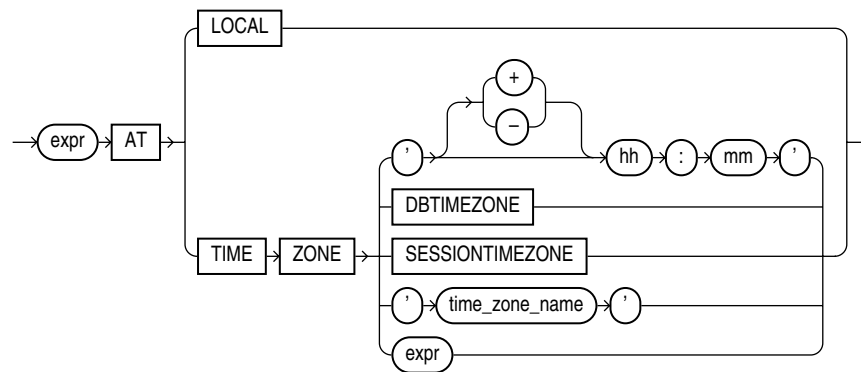 LOCAL
+
expr AT −
' hh : mm '
DBTIMEZONE
TIME ZONE SESSIONTIMEZONE
' time_zone_name '
expr